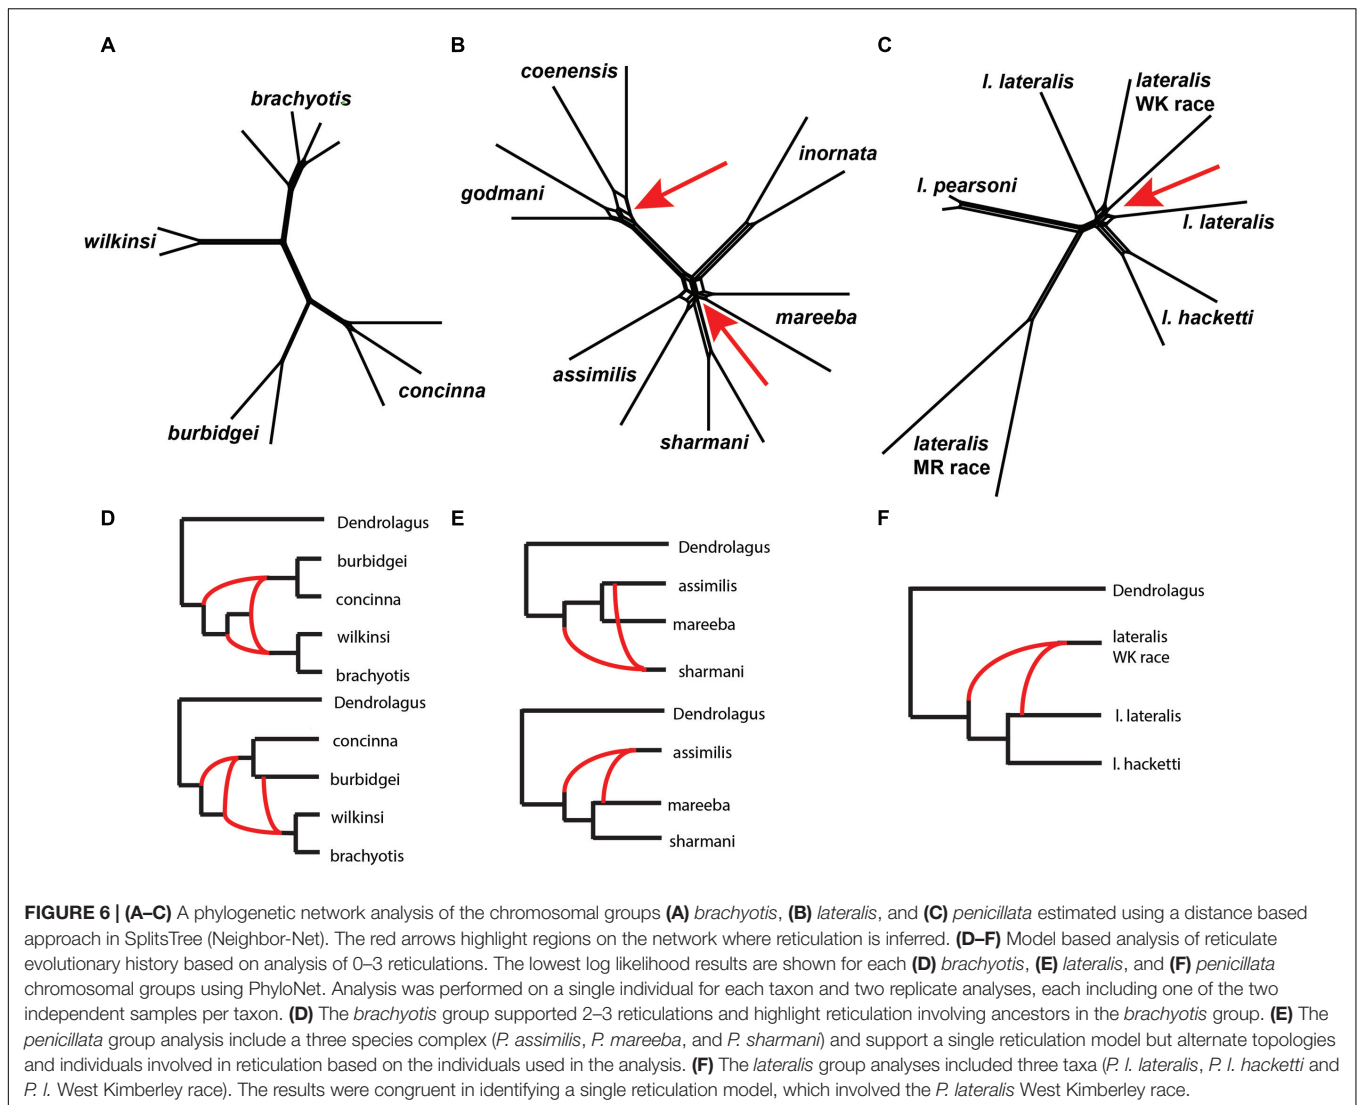 A
B
C
brachyotis
wilkinsi
concinna
burbidgei
coenensis
godmani
inornata
mareeba
assimilis
sharmani
l. lateralis
lateralis
WK race
l. pearsoni
l. lateralis
l. hacketti
lateralis
MR race
D
E
F
Dendrolagus
burbidgei
concinna
wilkinsi
brachyotis
Dendrolagus
concinna
burbidgei
wilkinsi
brachyotis
Dendrolagus
assimilis
mareeba
sharmani
Dendrolagus
assimilis
mareeba
sharmani
Dendrolagus
lateralis
WK race
l. lateralis
l. hacketti
FIGURE 6 | (A–C) A phylogenetic network analysis of the chromosomal groups (A) brachyotis, (B) lateralis, and (C) penicillata estimated using a distance based
approach in SplitsTree (Neighbor-Net). The red arrows highlight regions on the network where reticulation is inferred. (D–F) Model based analysis of reticulate
evolutionary history based on analysis of 0–3 reticulations. The lowest log likelihood results are shown for each (D) brachyotis, (E) lateralis, and (F) penicillata
chromosomal groups using PhyloNet. Analysis was performed on a single individual for each taxon and two replicate analyses, each including one of the two
independent samples per taxon. (D) The brachyotis group supported 2–3 reticulations and highlight reticulation involving ancestors in the brachyotis group. (E) The
penicillata group analysis include a three species complex (P. assimilis, P. mareeba, and P. sharmani) and support a single reticulation model but alternate topologies
and individuals involved in reticulation based on the individuals used in the analysis. (F) The lateralis group analyses included three taxa (P. l. lateralis, P. l. hacketti and
P. l. West Kimberley race). The results were congruent in identifying a single reticulation model, which involved the P. lateralis West Kimberley race.